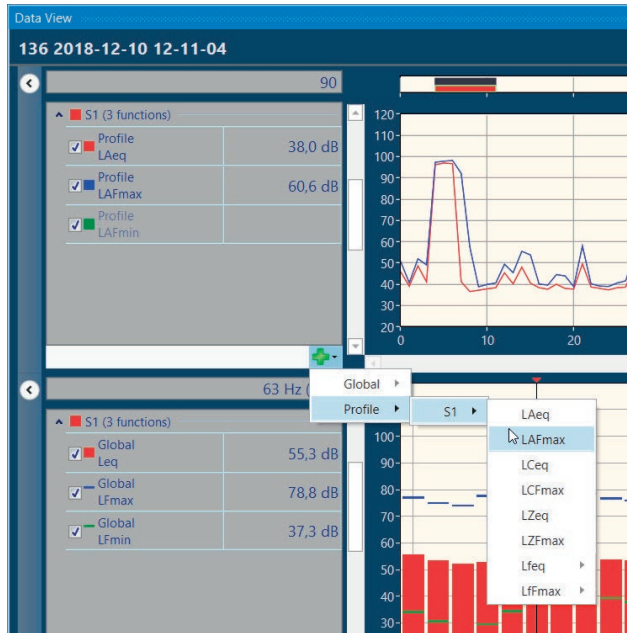 Data View
136 2018-12-10 12-11-04
90
S1 (3 functions)
Profile
LAeq
38,0 dB
Profile
LAFmax
60,6 dB
Profile
LAFmin
120
110
100
90
80
70
60
50
40
30
20
0
10
20
63 Hz (
S1 (3 functions)
Global
Leq
55,3 dB
Global
LFmax
78,8 dB
Global
LFmin
37,3 dB
Global
Profile
S1
LAeq
LAFmax
LCeq
LCFmax
LZeq
LZFmax
Lfeq
LfFmax
100
90
80
70
60
50
40
30